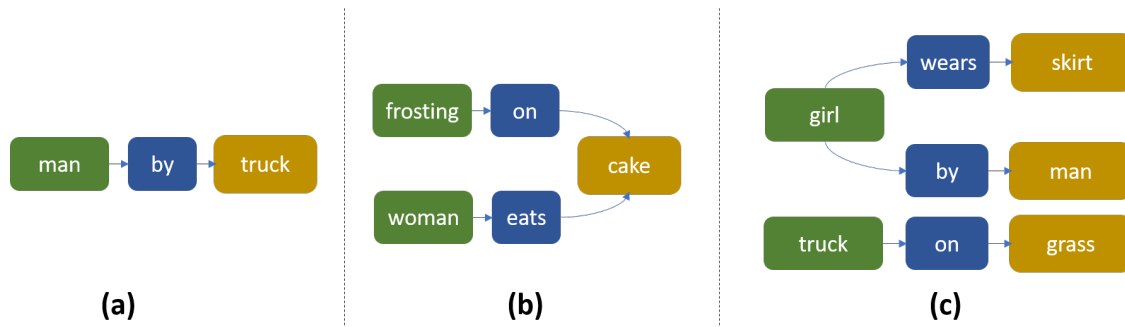 man by truck
(a)
frosting on
cake
woman eats
(b)
wears skirt
girl
by man
truck on grass
(c)